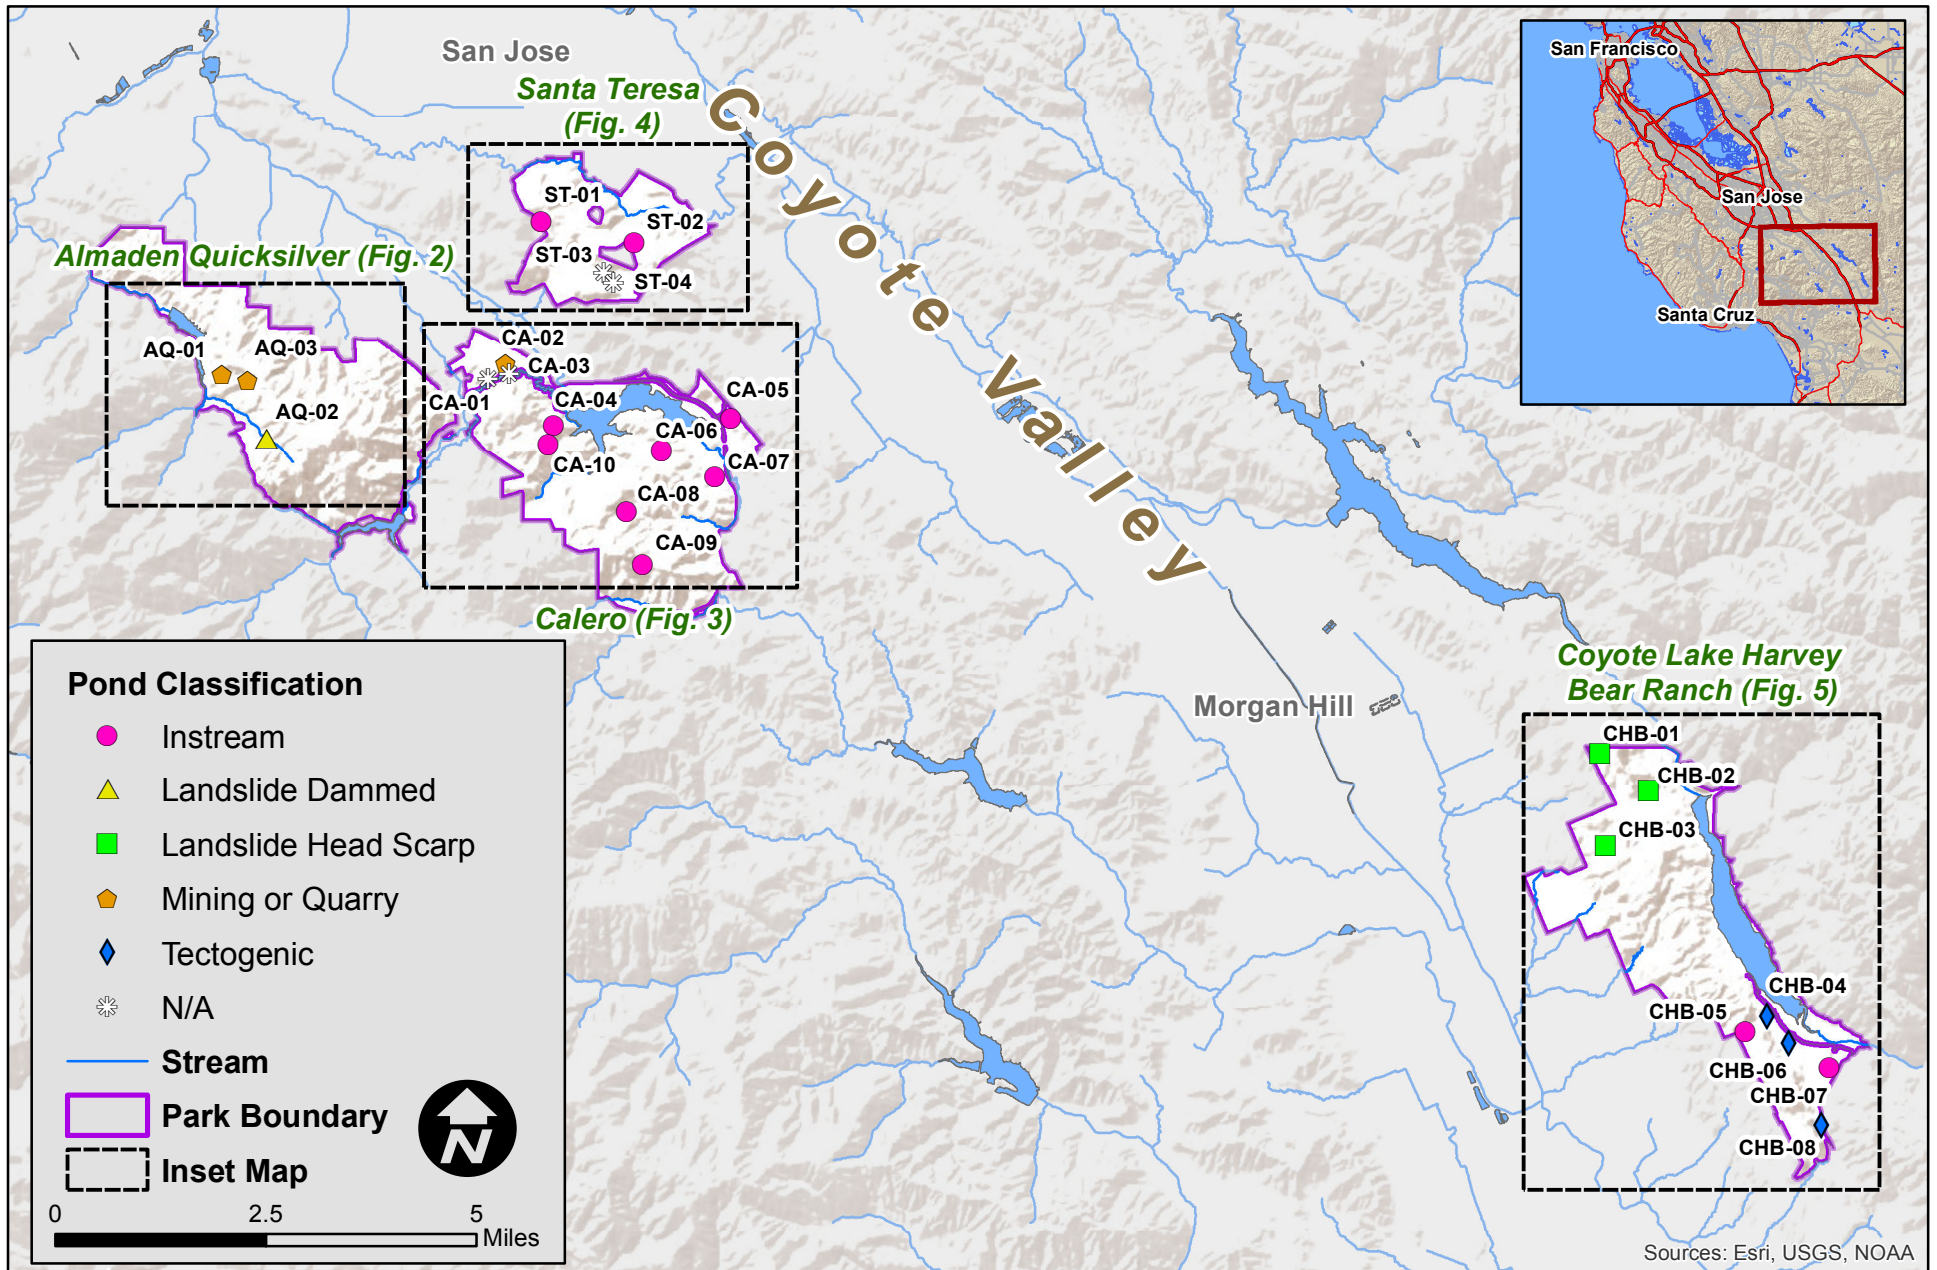 San Jose
Santa Teresa
(Fig. 4)
Coyote Valley
ST-01
ST-02
ST-03
ST-04
Almaden Quicksilver (Fig. 2)
AQ-01
AQ-03
AQ-02
CA-02
CA-03
CA-01
CA-04
CA-05
CA-06
CA-10
CA-07
CA-08
CA-09
Calero (Fig. 3)
San Francisco
San Jose
Santa Cruz
Morgan Hill
Coyote Lake Harvey
Bear Ranch (Fig. 5)
CHB-01
CHB-02
CHB-03
CHB-04
CHB-05
CHB-06
CHB-07
CHB-08
Pond Classification
Instream
Landslide Dammed
Landslide Head Scarp
Mining or Quarry
Tectogenic
N/A
Stream
Park Boundary
Inset Map
N
0 2.5 5
Miles
Sources: Esri, USGS, NOAA